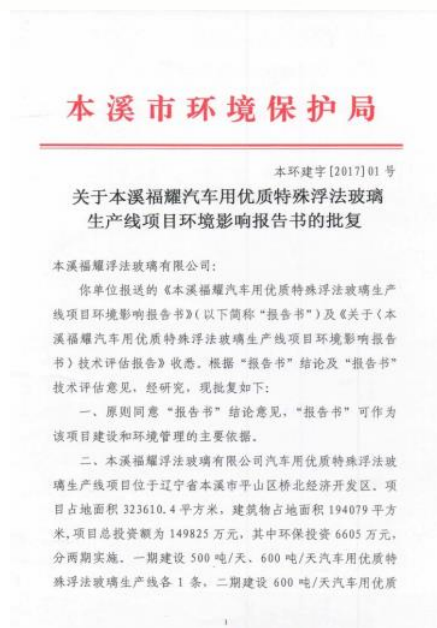 本溪市环境保护局
本环建字[2017]01号
关于本溪福耀汽车用优质特殊浮法玻璃
生产线项目环境影响报告书的批复
本溪福耀浮法玻璃有限公司:
你单位报送的《本溪福耀汽车用优质特殊浮法玻璃生产
线项目环境影响报告书》(以下简称“报告书”)及《关于〈本
溪福耀汽车用优质特殊浮法玻璃生产线项目环境影响报告
书〉技术评估报告》收悉。根据“报告书”结论及“报告书”
技术评估意见,经研究,现批复如下:
一、原则同意“报告书”结论意见,“报告书”可作为
该项目建设和环境管理的主要依据。
二、本溪福耀浮法玻璃有限公司汽车用优质特殊浮法玻
璃生产线项目位于辽宁省本溪市平山区桥北经济开发区。项
目占地面积323610.4平方米,建筑物占地面积194079平方
米,项目总投资额为149825万元,其中环保投资6605万元,
分两期实施。一期建设500吨/天、600吨/天汽车用优质特
殊浮法玻璃生产线各1条,二期建设600吨/天汽车用优质
1